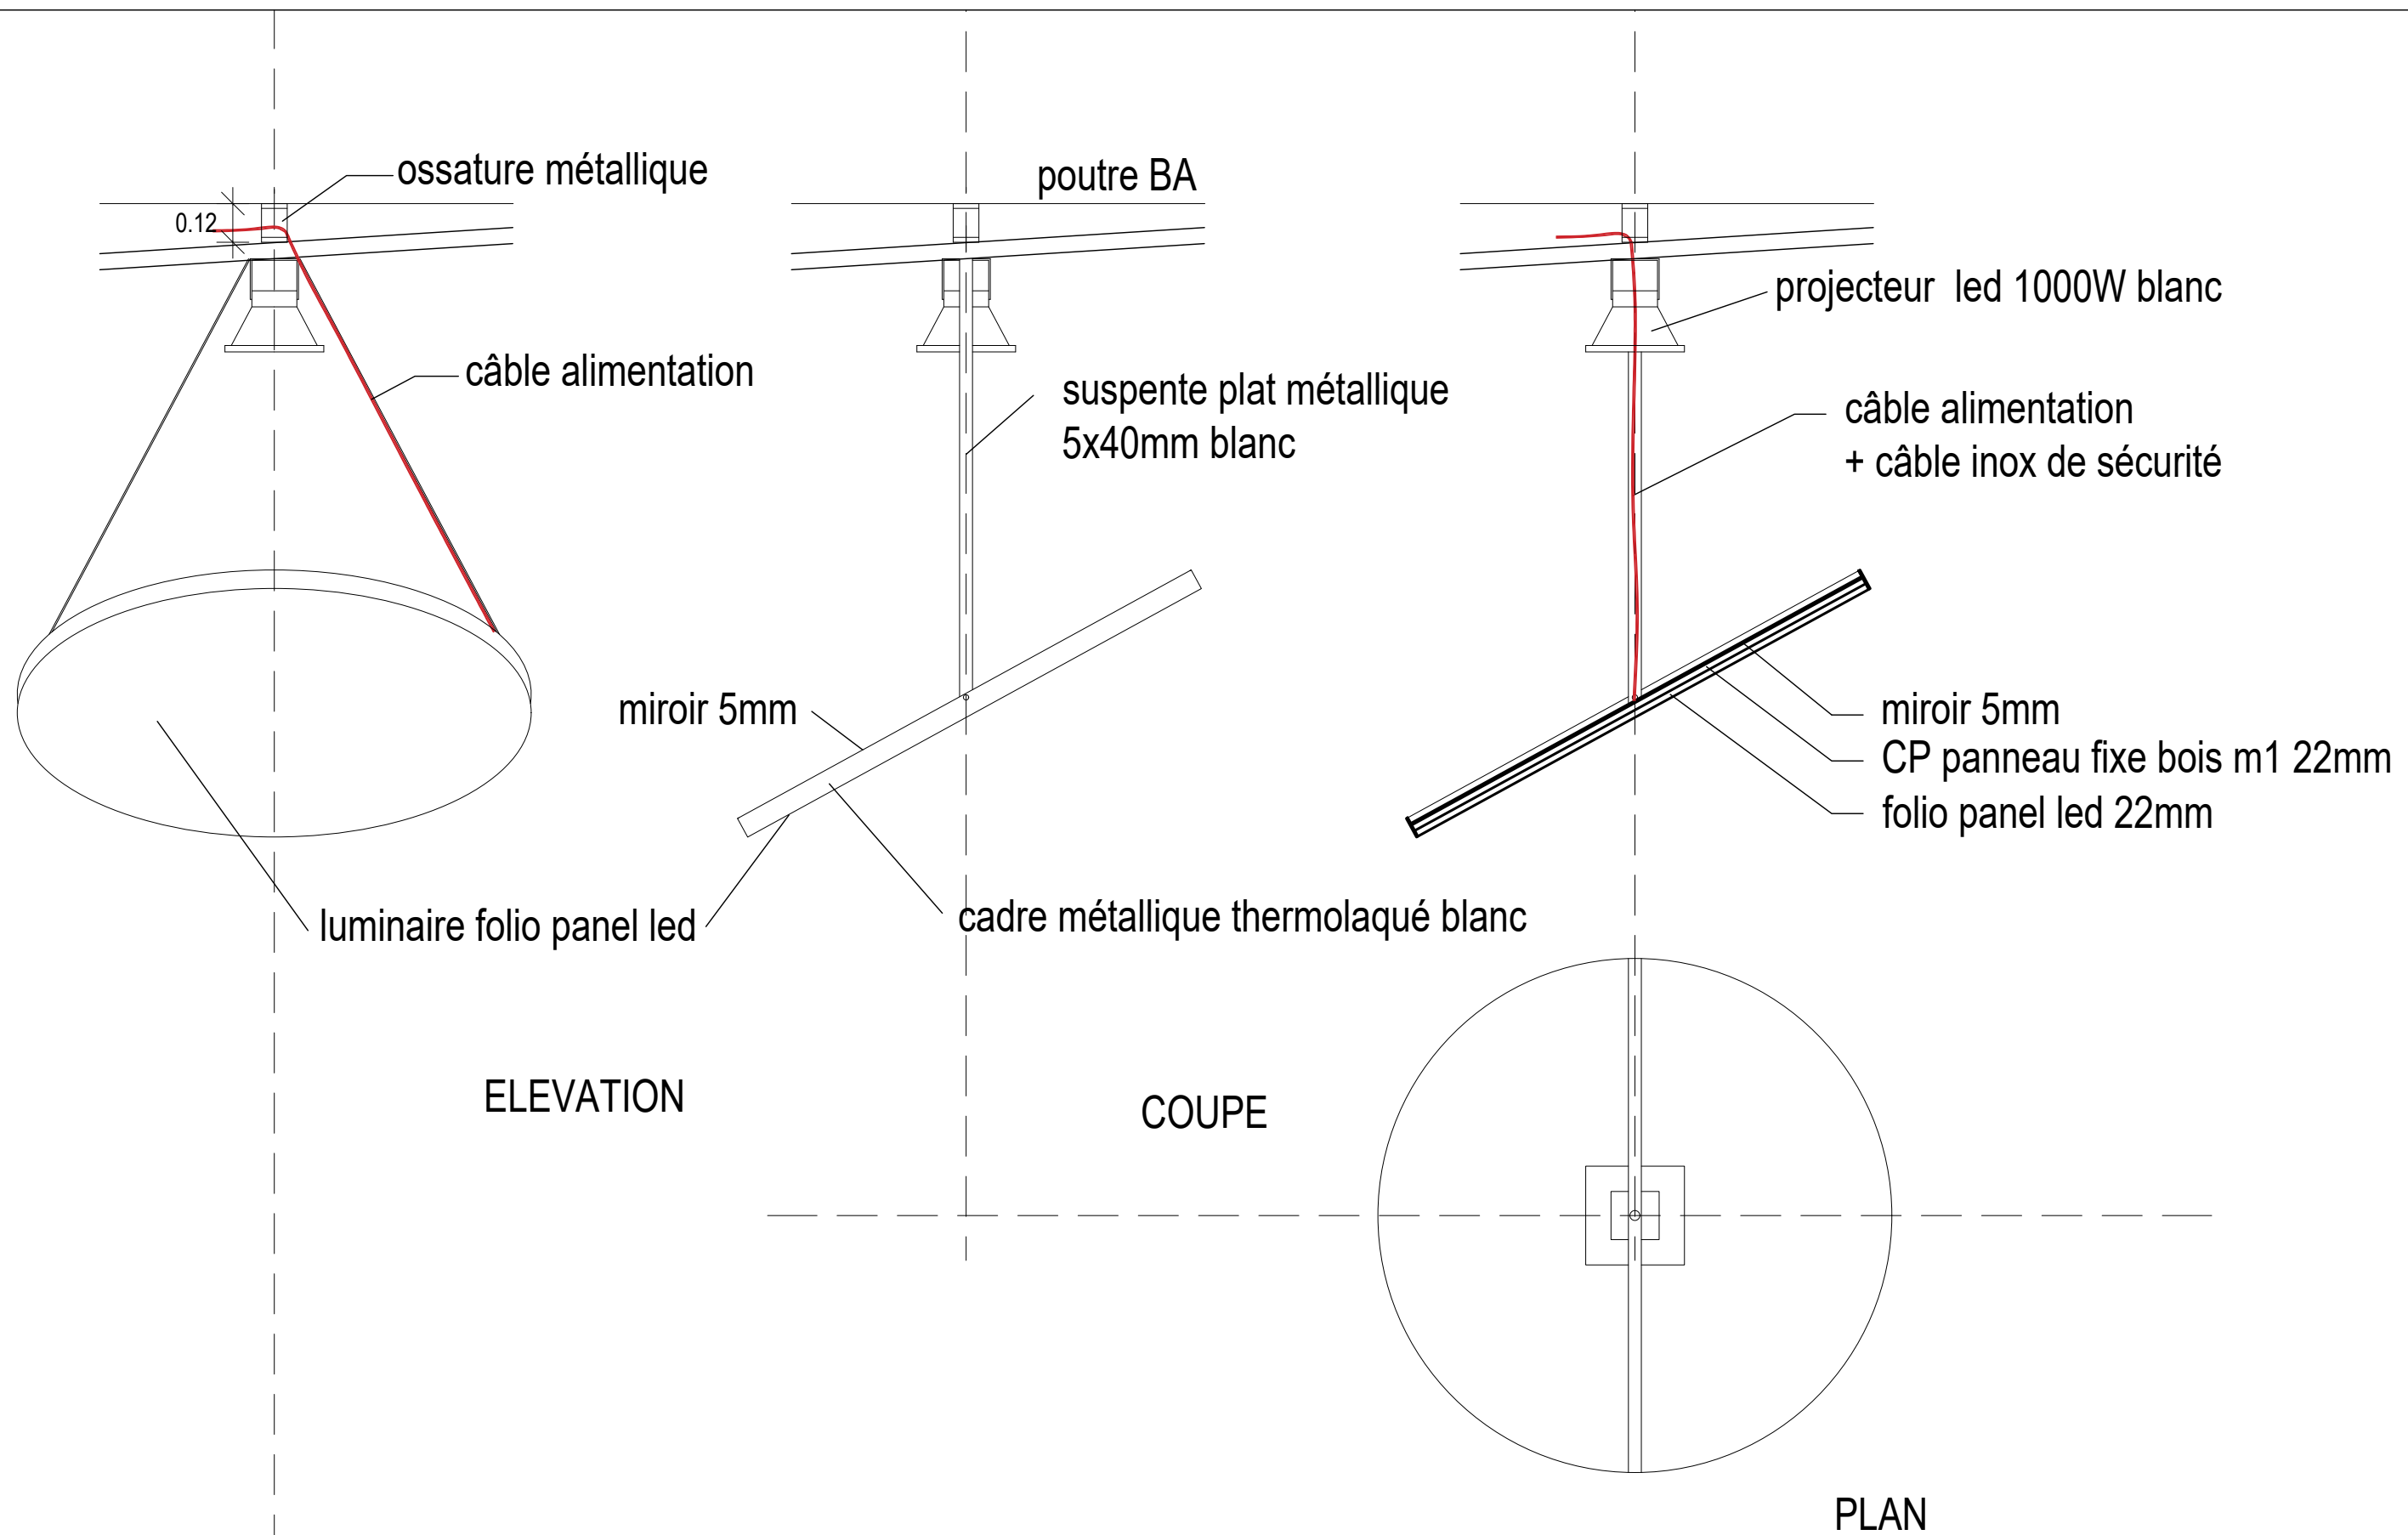 ossature métallique
poutre BA
0.12
projecteur  led 1000W blanc
câble alimentation
suspente plat métallique
5x40mm blanc
câble alimentation
+ câble inox de sécurité
miroir 5mm
miroir 5mm
CP panneau fixe bois m1 22mm
folio panel led 22mm
luminaire folio panel led
cadre métallique thermolaqué blanc
ELEVATION
COUPE
PLAN